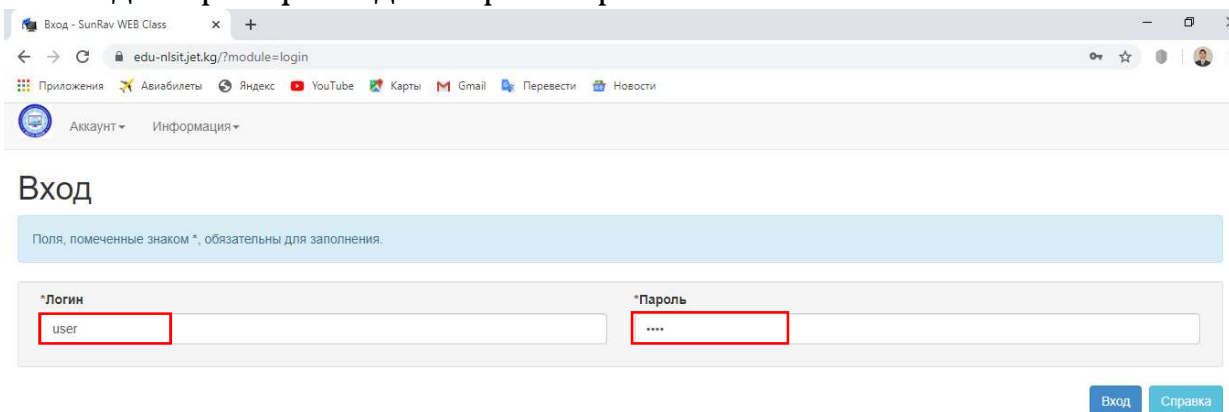 Вход - SunRav WEB Class
edu-nlsit.jet.kg/?module=login
Приложения Авиабилеты Яндекс YouTube Карты Gmail Перевести Новости
Аккаунт Информация
Вход
Поля, помеченные знаком *, обязательны для заполнения.
*Логин *Пароль
user ····
Вход Справка